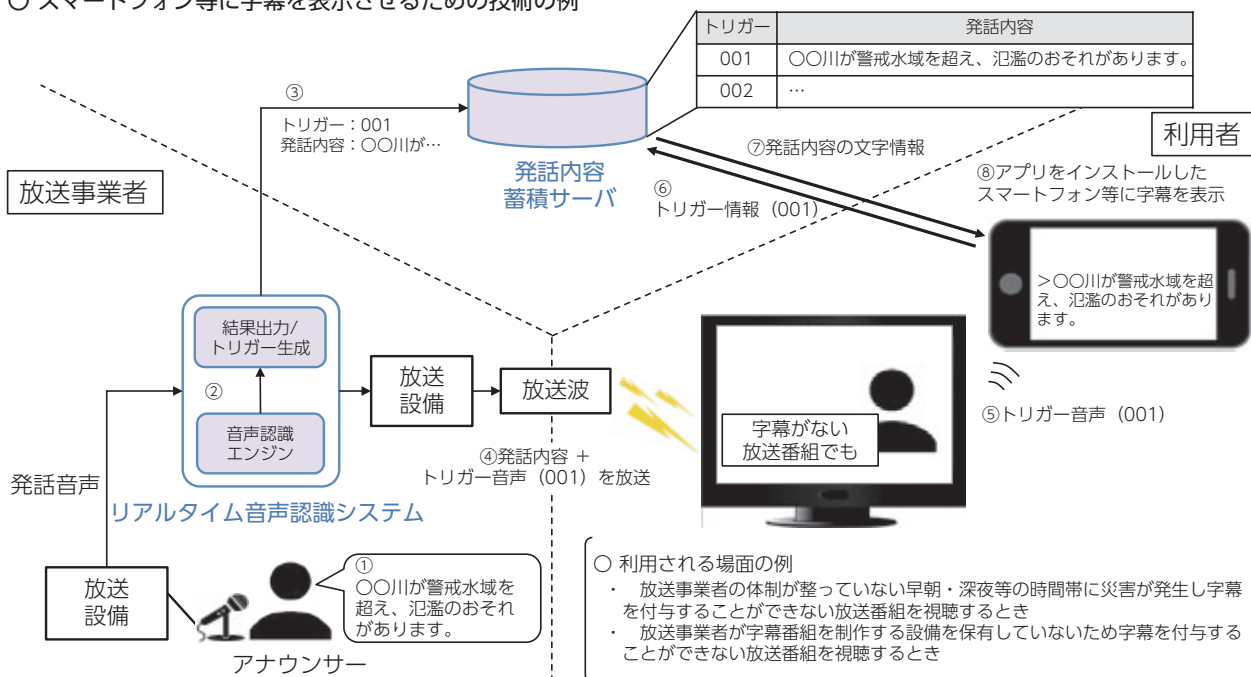 ○ スマートフォン等に字幕を表示させるための技術の例
トリガー 発話内容
001 〇〇川が警戒水域を超え、氾濫のおそれがあります。
002 …
③
トリガー：001
発話内容：〇〇川が…
発話内容
蓄積サーバ
放送事業者
利用者
⑦発話内容の文字情報
⑥
トリガー情報（001）
⑧アプリをインストールした
スマートフォン等に字幕を表示
＞〇〇川が警戒水域を超
え、氾濫のおそれがあり
ます。
結果出力/
トリガー生成
②
音声認識
エンジン
リアルタイム音声認識システム
放送
設備
放送波
④発話内容 ＋
トリガー音声（001）を放送
字幕がない
放送番組でも
⑤トリガー音声（001）
発話音声
放送
設備
①
〇〇川が警戒水域を
超え、氾濫のおそれ
があります。
アナウンサー
○ 利用される場面の例
・ 放送事業者の体制が整っていない早朝・深夜等の時間帯に災害が発生し字幕
を付与することができない放送番組を視聴するとき
・ 放送事業者が字幕番組を制作する設備を保有していないため字幕を付与する
ことができない放送番組を視聴するとき